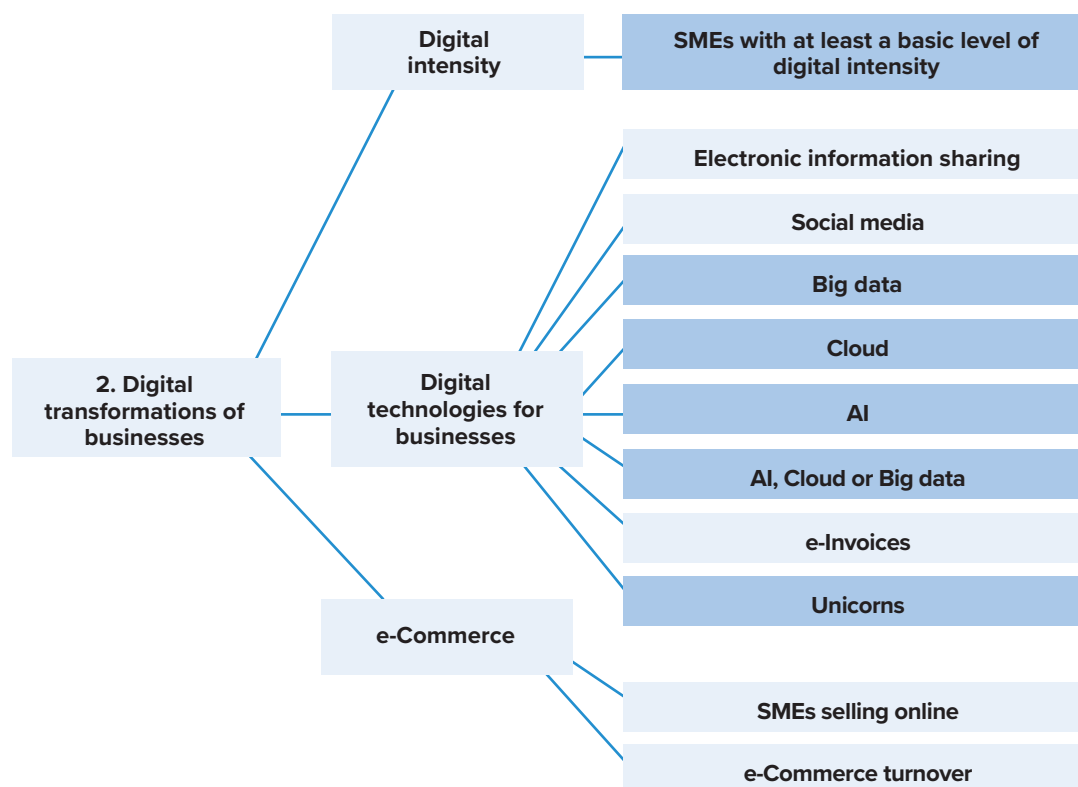 Digital
intensity
SMEs with at least a basic level of
digital intensity
Electronic information sharing
Social media
Big data
Cloud
2. Digital
transformations of
businesses
Digital
technologies for
businesses
AI
AI, Cloud or Big data
e-Invoices
Unicorns
e-Commerce
SMEs selling online
e-Commerce turnover